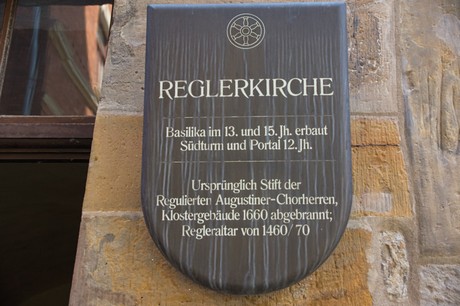 REGLERKIRCHE
Basilika im 13. und 15. Jh. erbaut
Südturm und Portal 12. Jh.
Ursprünglich Stift der
Regulierten Augustiner-Chorherren,
Klostergebäude 1660 abgebrannt;
Regleraltar von 1460/70